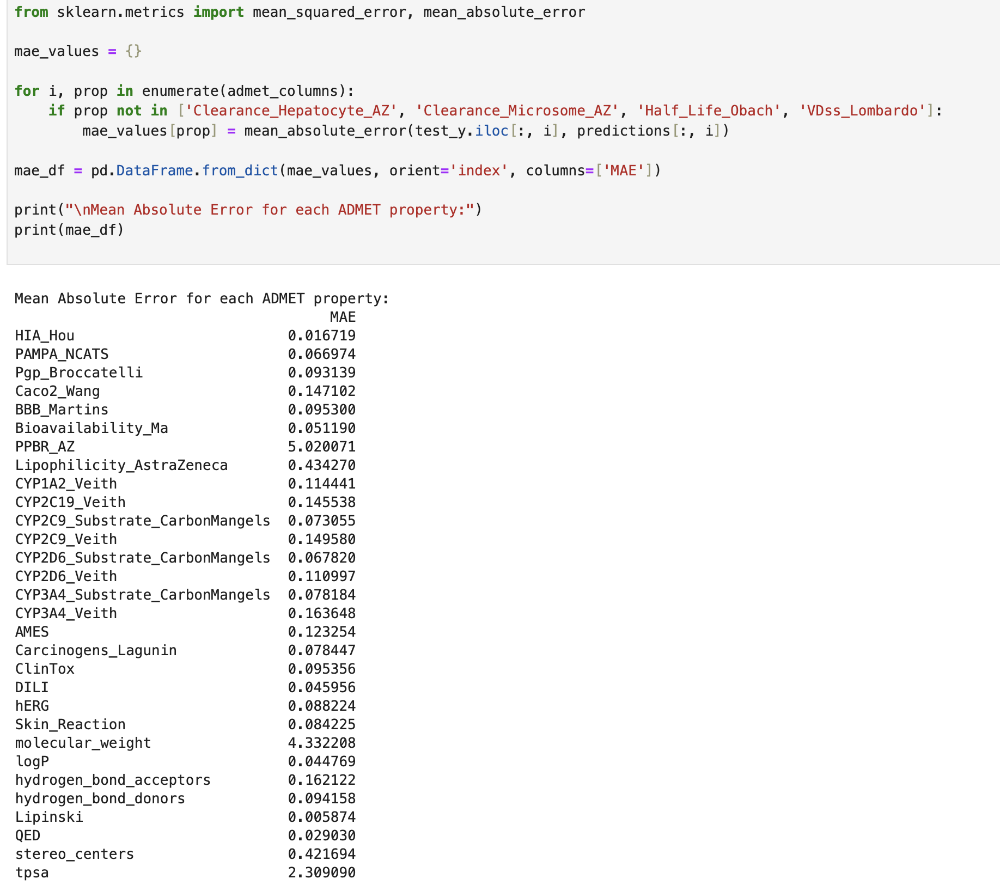 from sklearn.metrics import mean_squared_error, mean_absolute_error
mae_values = {}
for i, prop in enumerate(admet_columns):
    if prop not in ['Clearance_Hepatocyte_AZ', 'Clearance_Microsome_AZ', 'Half_Life_Obach', 'VDss_Lombardo']:
        mae_values[prop] = mean_absolute_error(test_y.iloc[:, i], predictions[:, i])
mae_df = pd.DataFrame.from_dict(mae_values, orient='index', columns=['MAE'])
print("\nMean Absolute Error for each ADMET property:")
print(mae_df)
Mean Absolute Error for each ADMET property:
MAE
HIA_Hou 0.016719
PAMPA_NCATS 0.066974
Pgp_Broccatelli 0.093139
Caco2_Wang 0.147102
BBB_Martins 0.095300
Bioavailability_Ma 0.051190
PPBR_AZ 5.020071
Lipophilicity_AstraZeneca 0.434270
CYP1A2_Veith 0.114441
CYP2C19_Veith 0.145538
CYP2C9_Substrate_CarbonMangels 0.073055
CYP2C9_Veith 0.149580
CYP2D6_Substrate_CarbonMangels 0.067820
CYP2D6_Veith 0.110997
CYP3A4_Substrate_CarbonMangels 0.078184
CYP3A4_Veith 0.163648
AMES 0.123254
Carcinogens_Lagunin 0.078447
ClinTox 0.095356
DILI 0.045956
hERG 0.088224
Skin_Reaction 0.084225
molecular_weight 4.332208
logP 0.044769
hydrogen_bond_acceptors 0.162122
hydrogen_bond_donors 0.094158
Lipinski 0.005874
QED 0.029030
stereo_centers 0.421694
tpsa 2.309090